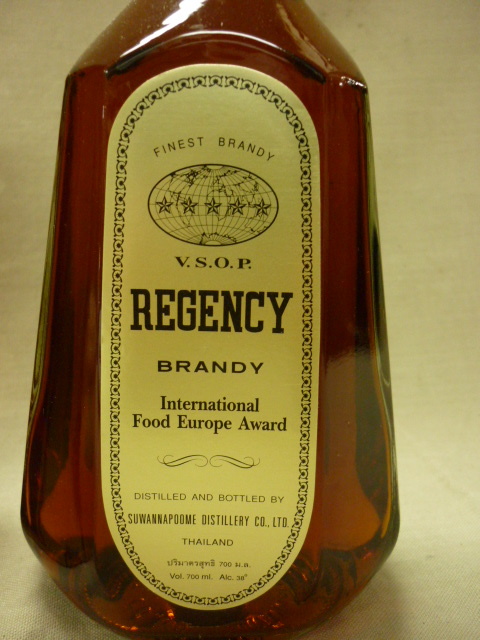 FINEST BRANDY
V.S.O.P.
REGENCY
BRANDY
International
Food Europe Award
DISTILLED AND BOTTLED BY
SUWANNAPOOME DISTILLERY CO., LTD.
THAILAND
ปริมาตรสุทธิ 700 ม.ล.
Vol. 700 ml. Alc. 38°